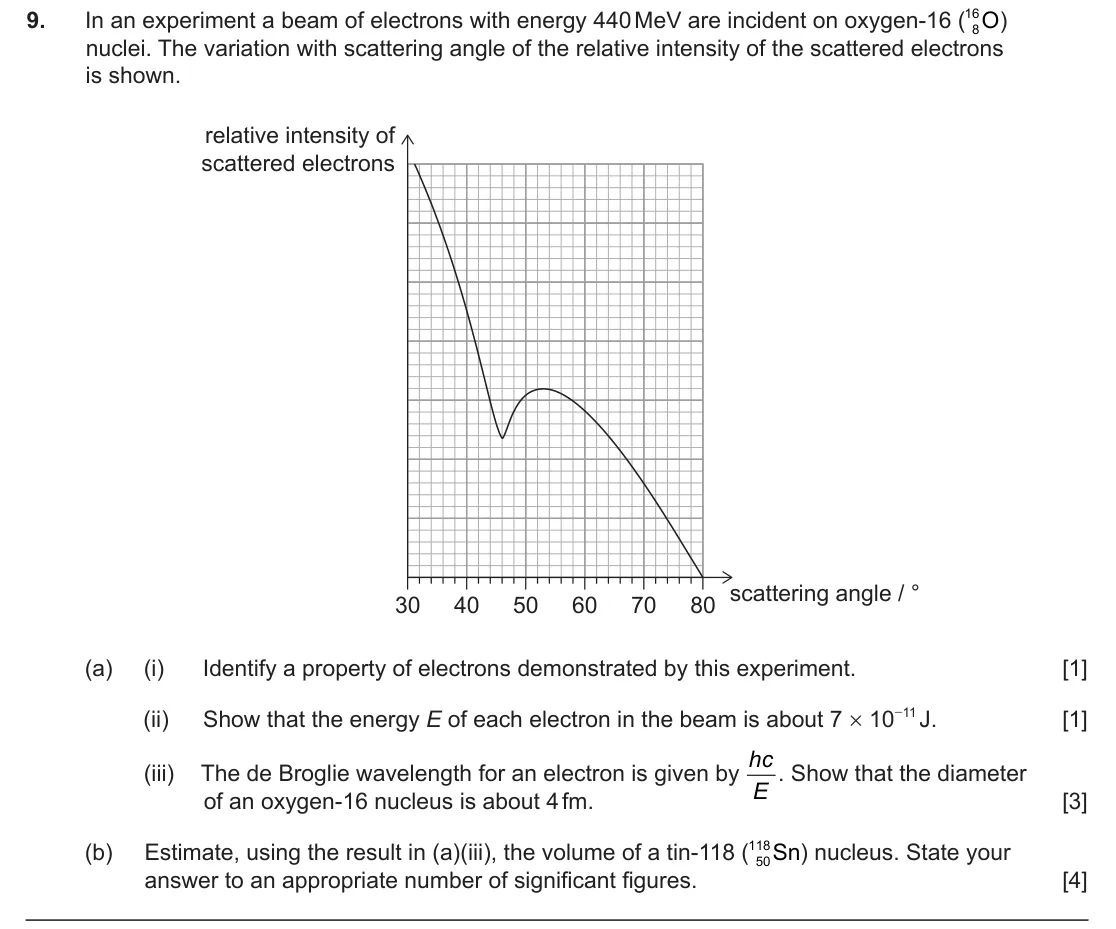 9. In an experiment a beam of electrons with energy 440 MeV are incident on oxygen-16 (¹⁶₈O)
nuclei. The variation with scattering angle of the relative intensity of the scattered electrons
is shown.
relative intensity of
scattered electrons
30 40 50 60 70 80
scattering angle / °
(a) (i) Identify a property of electrons demonstrated by this experiment. [1]
(ii) Show that the energy E of each electron in the beam is about 7 × 10⁻¹¹ J. [1]
(iii) The de Broglie wavelength for an electron is given by hc/E. Show that the diameter
of an oxygen-16 nucleus is about 4 fm. [3]
(b) Estimate, using the result in (a)(iii), the volume of a tin-118 (¹¹⁸₅₀Sn) nucleus. State your
answer to an appropriate number of significant figures. [4]